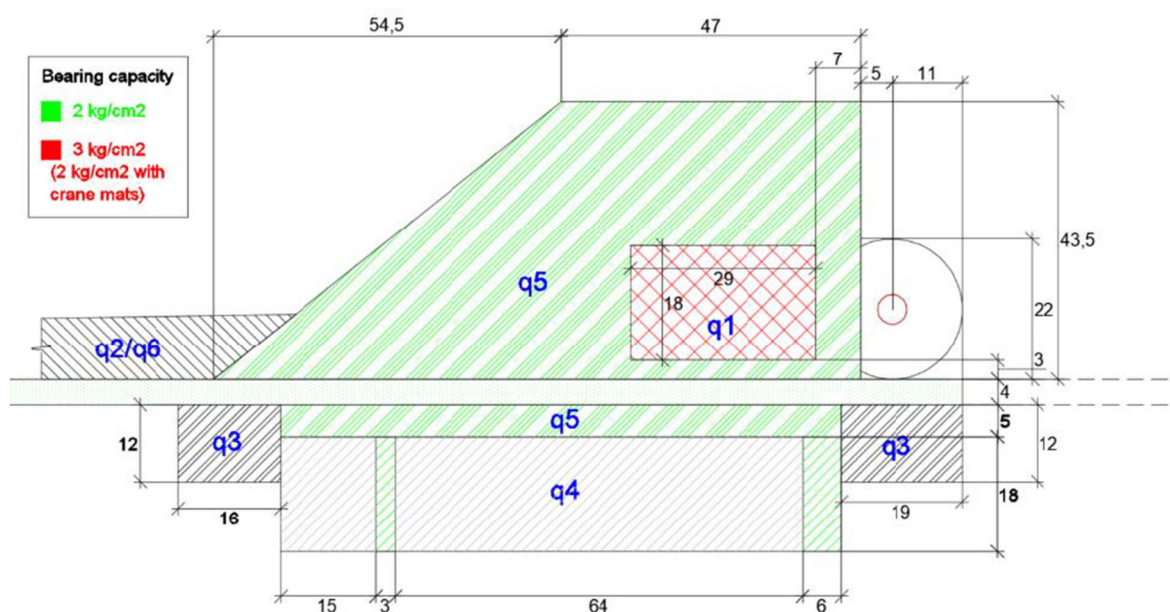 54,5
47
7
5
11
Bearing capacity
2 kg/cm2
3 kg/cm2
(2 kg/cm2 with
crane mats)
43,5
q5
29
18
q1
22
q2/q6
3
4
q5
5
12
q3
q3
12
q4
18
16
19
15
3
64
6